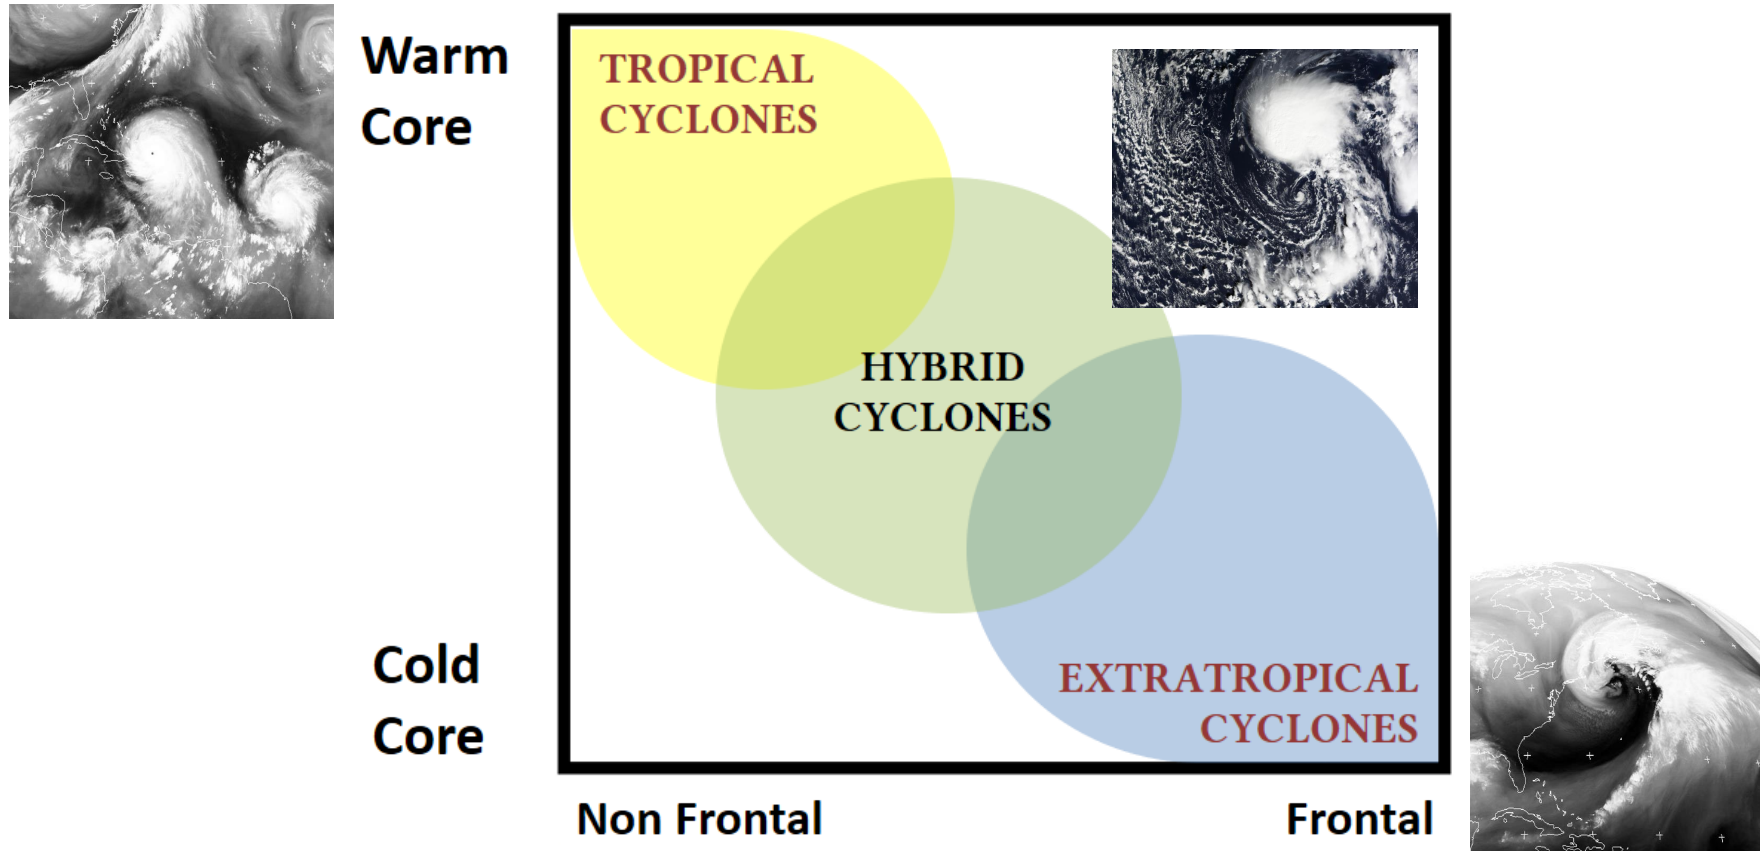 Warm
Core
TROPICAL
CYCLONES
HYBRID
CYCLONES
Cold
Core
EXTRATROPICAL
CYCLONES
Non Frontal
Frontal